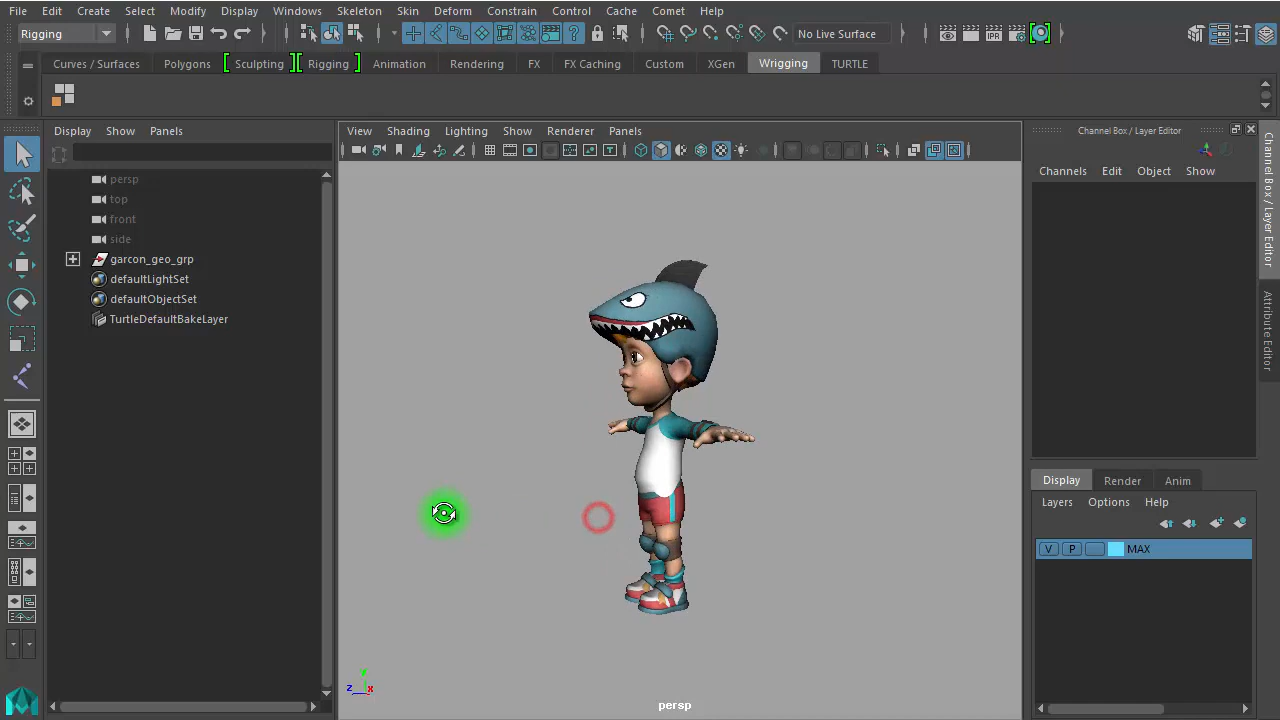 File Edit Create Select Modify Display Windows Skeleton Skin Deform Constrain Control Cache Comet Help
Rigging No Live Surface
Curves / Surfaces Polygons Sculpting Rigging Animation Rendering FX FX Caching Custom XGen Wrigging TURTLE
Display Show Panels
View Shading Lighting Show Renderer Panels
Channel Box / Layer Editor
Channels Edit Object Show
persp
top
front
side
garcon_geo_grp
defaultLightSet
defaultObjectSet
TurtleDefaultBakeLayer
Channel Box / Layer Editor
Attribute Editor
Display Render Anim
Layers Options Help
V P MAX
Y
Z X
persp